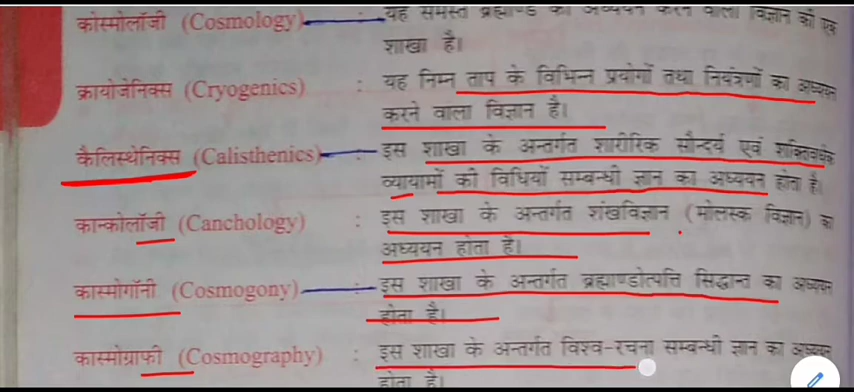 कोस्मोलॉजी (Cosmology) : यह समस्त ब्रह्माण्ड का अध्ययन करने वाला विज्ञान की एक
शाखा है।
क्रायोजेनिक्स (Cryogenics) : यह निम्न ताप के विभिन्न प्रयोगों तथा नियंत्रणों का अध्ययन
करने वाला विज्ञान है।
कैलिस्थेनिक्स (Calisthenics) : इस शाखा के अन्तर्गत शारीरिक सौन्दर्य एवं शक्तिवर्धक
व्यायामों की विधियों सम्बन्धी ज्ञान का अध्ययन होता है।
कान्कोलॉजी (Canchology) : इस शाखा के अन्तर्गत शंखविज्ञान (मोलस्क विज्ञान) का
अध्ययन होता है।
कास्मोगॉनी (Cosmogony) : इस शाखा के अन्तर्गत ब्रह्माण्डोत्पत्ति सिद्धान्त का अध्ययन
होता है।
कास्मोग्राफी (Cosmography) : इस शाखा के अन्तर्गत विश्व-रचना सम्बन्धी ज्ञान का अध्ययन
होता है।